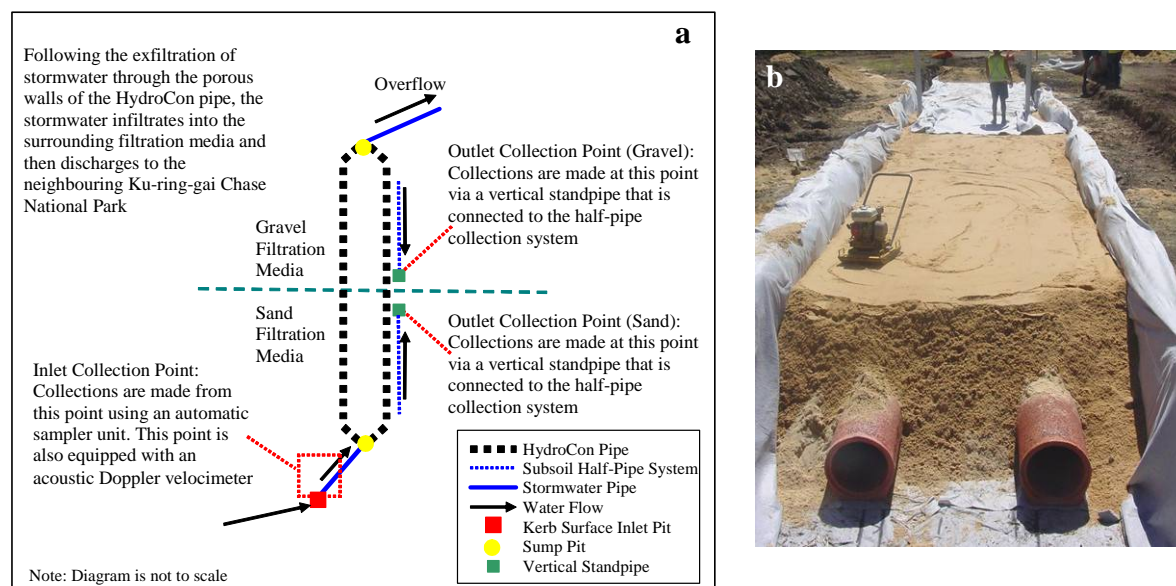 a
Following the exfiltration of
stormwater through the porous
walls of the HydroCon pipe, the
stormwater infiltrates into the
surrounding filtration media and
then discharges to the
neighbouring Ku-ring-gai Chase
National Park
Overflow
Outlet Collection Point (Gravel):
Collections are made at this point
via a vertical standpipe that is
connected to the half-pipe
collection system
Gravel
Filtration
Media
Sand
Filtration
Media
Outlet Collection Point (Sand):
Collections are made at this point
via a vertical standpipe that is
connected to the half-pipe
collection system
Inlet Collection Point:
Collections are made from
this point using an automatic
sampler unit. This point is
also equipped with an
acoustic Doppler velocimeter
HydroCon Pipe
Subsoil Half-Pipe System
Stormwater Pipe
Water Flow
Kerb Surface Inlet Pit
Sump Pit
Vertical Standpipe
Note: Diagram is not to scale
b